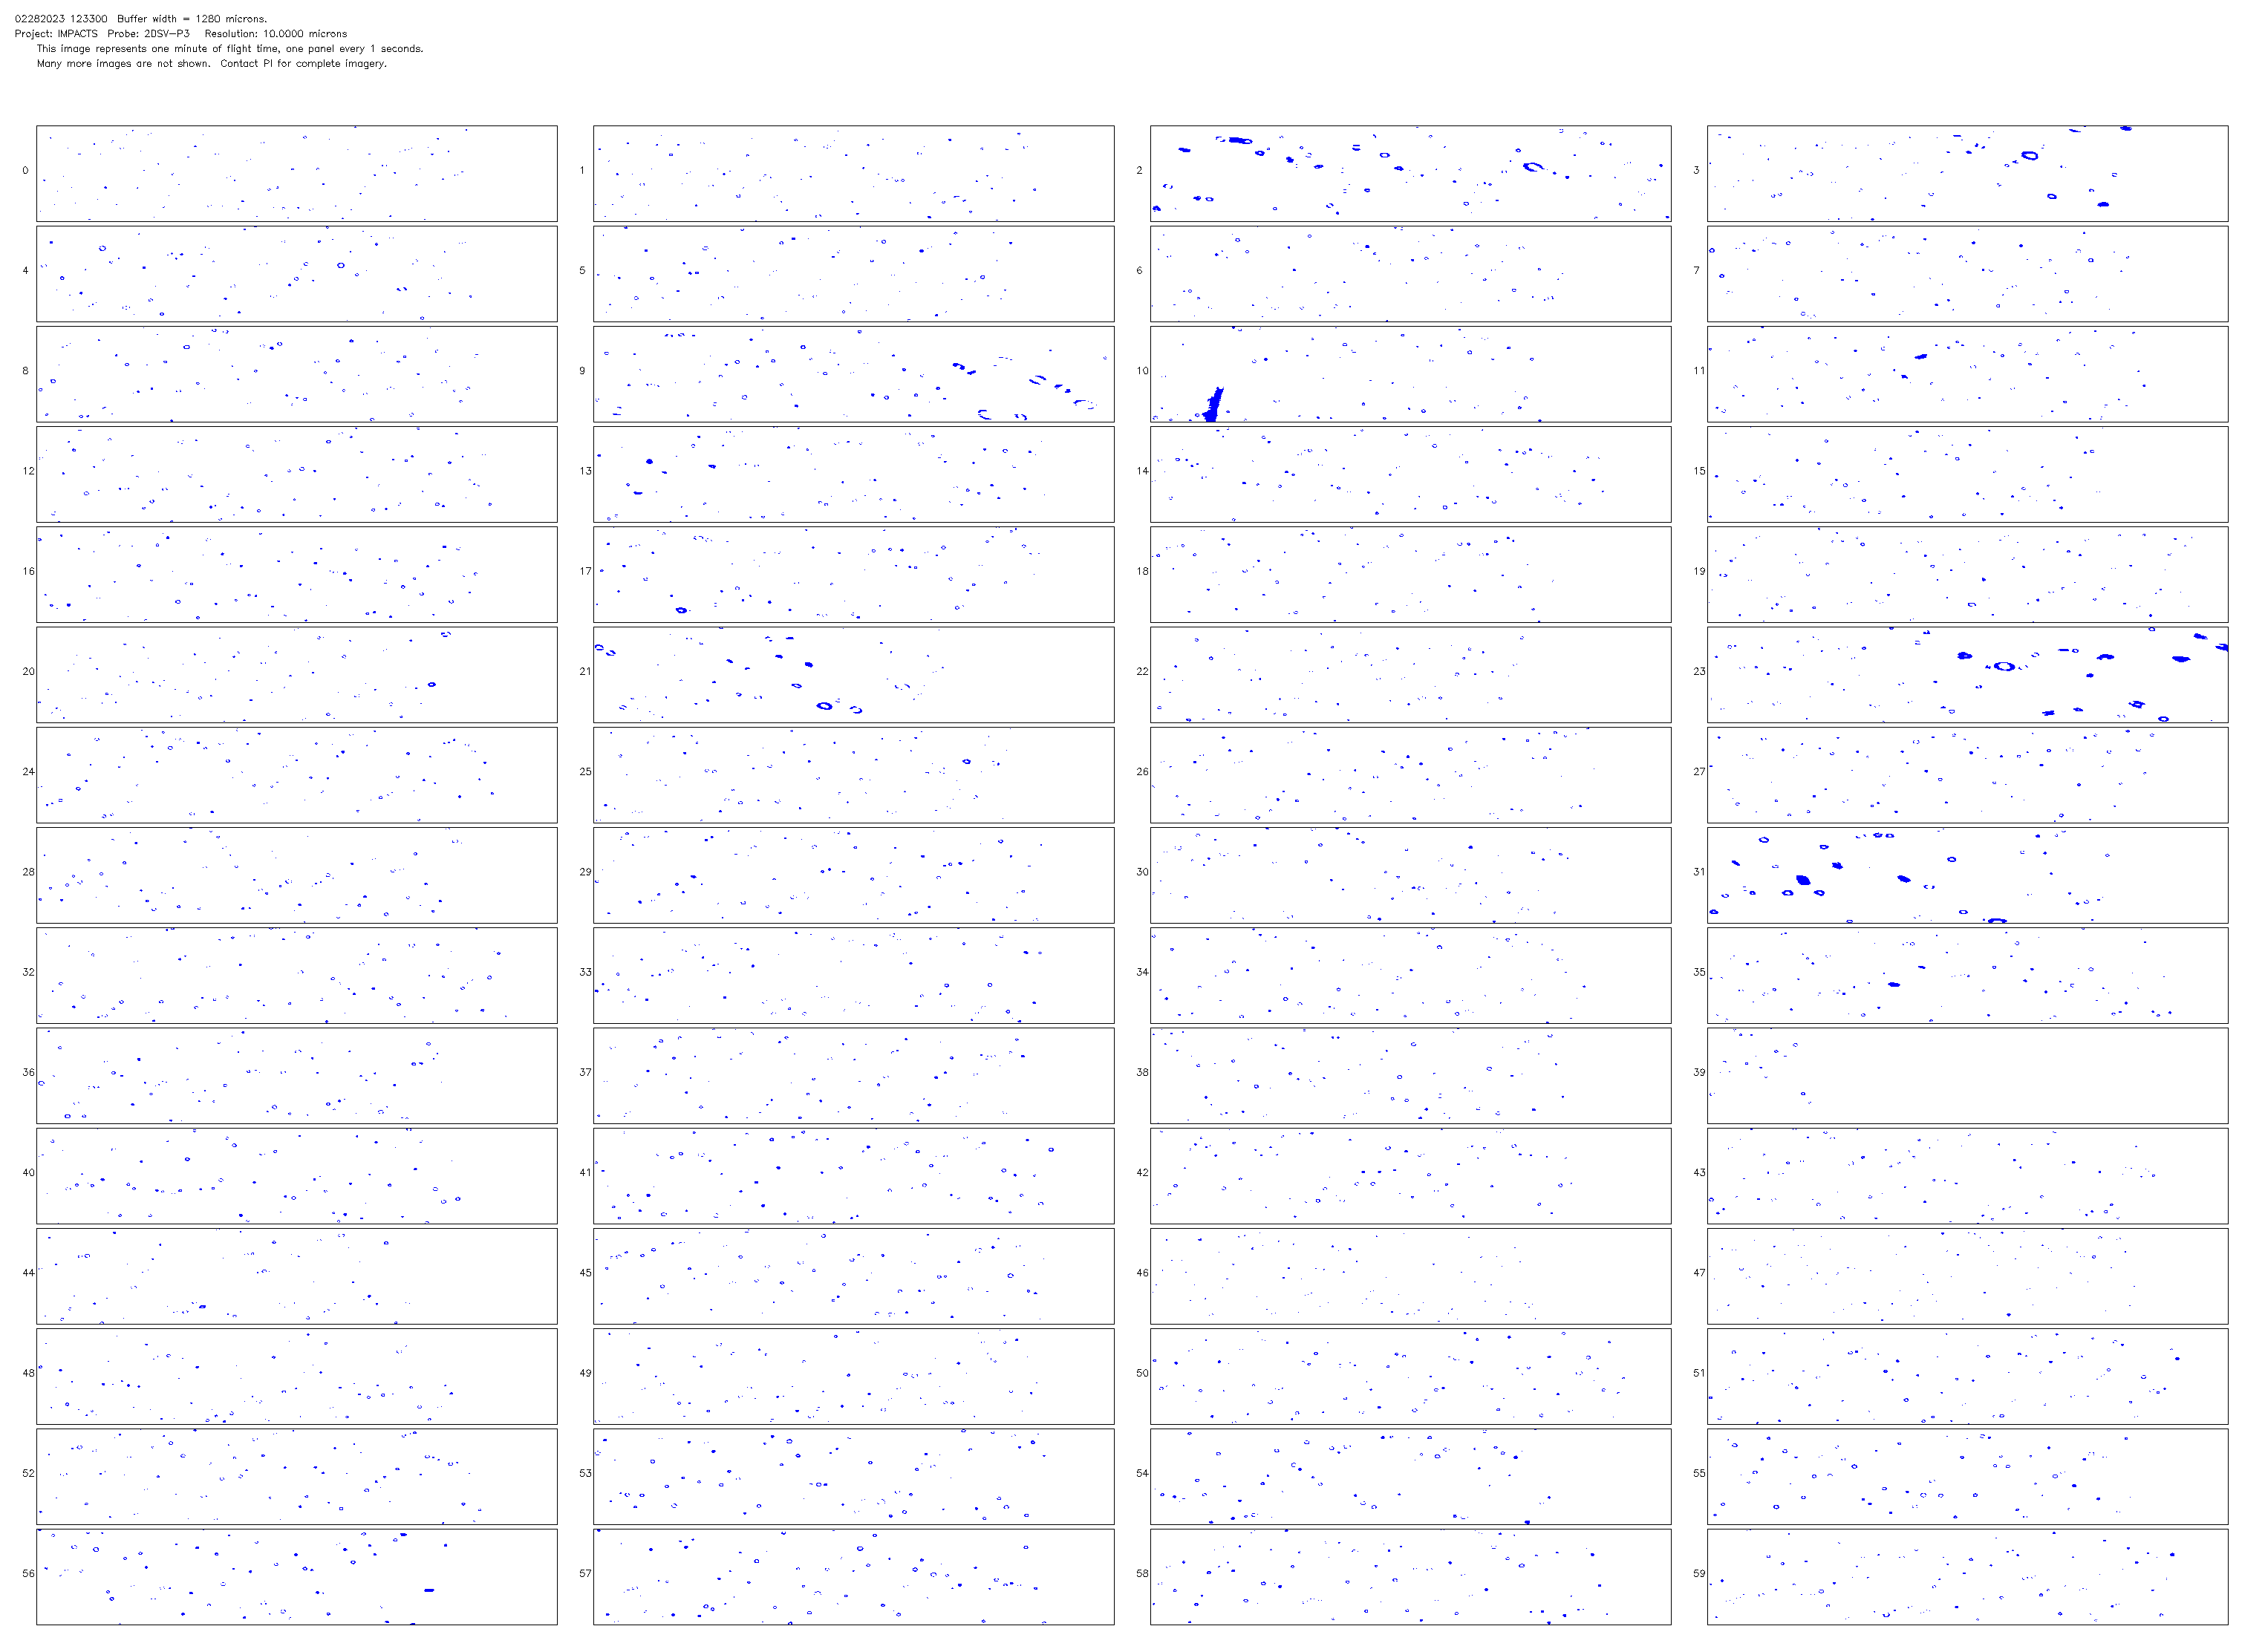 02282023 123300 Buffer width = 1280 microns.
Project: IMPACTS Probe: 2DSV-P3 Resolution: 10.0000 microns
This image represents one minute of flight time, one panel every 1 seconds.
Many more images are not shown. Contact PI for complete imagery.
0 1 2 3
4 5 6 7
8 9 10 11
12 13 14 15
16 17 18 19
20 21 22 23
24 25 26 27
28 29 30 31
32 33 34 35
36 37 38 39
40 41 42 43
44 45 46 47
48 49 50 51
52 53 54 55
56 57 58 59